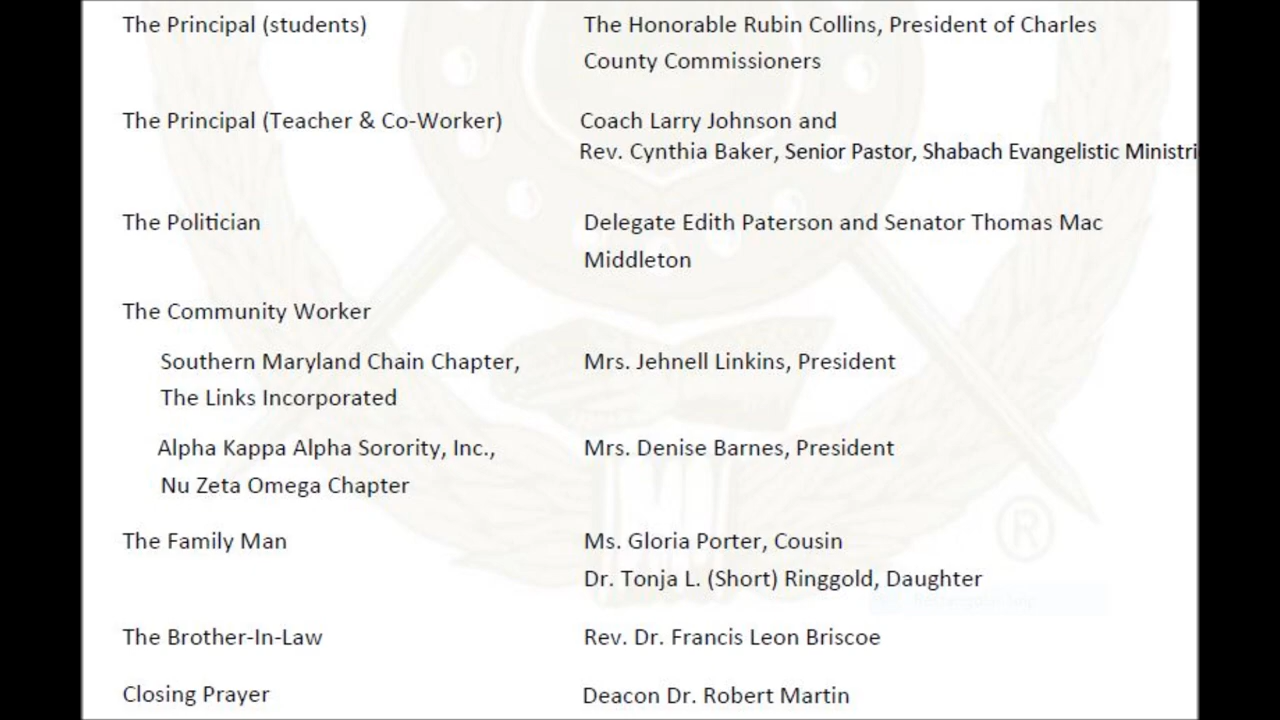 The Principal (students) The Honorable Rubin Collins, President of Charles
County Commissioners
The Principal (Teacher & Co-Worker) Coach Larry Johnson and
Rev. Cynthia Baker, Senior Pastor, Shabach Evangelistic Ministri
The Politician Delegate Edith Paterson and Senator Thomas Mac
Middleton
The Community Worker
Southern Maryland Chain Chapter, Mrs. Jehnell Linkins, President
The Links Incorporated
Alpha Kappa Alpha Sorority, Inc., Mrs. Denise Barnes, President
Nu Zeta Omega Chapter
The Family Man Ms. Gloria Porter, Cousin
Dr. Tonja L. (Short) Ringgold, Daughter
The Brother-In-Law Rev. Dr. Francis Leon Briscoe
Closing Prayer Deacon Dr. Robert Martin
®